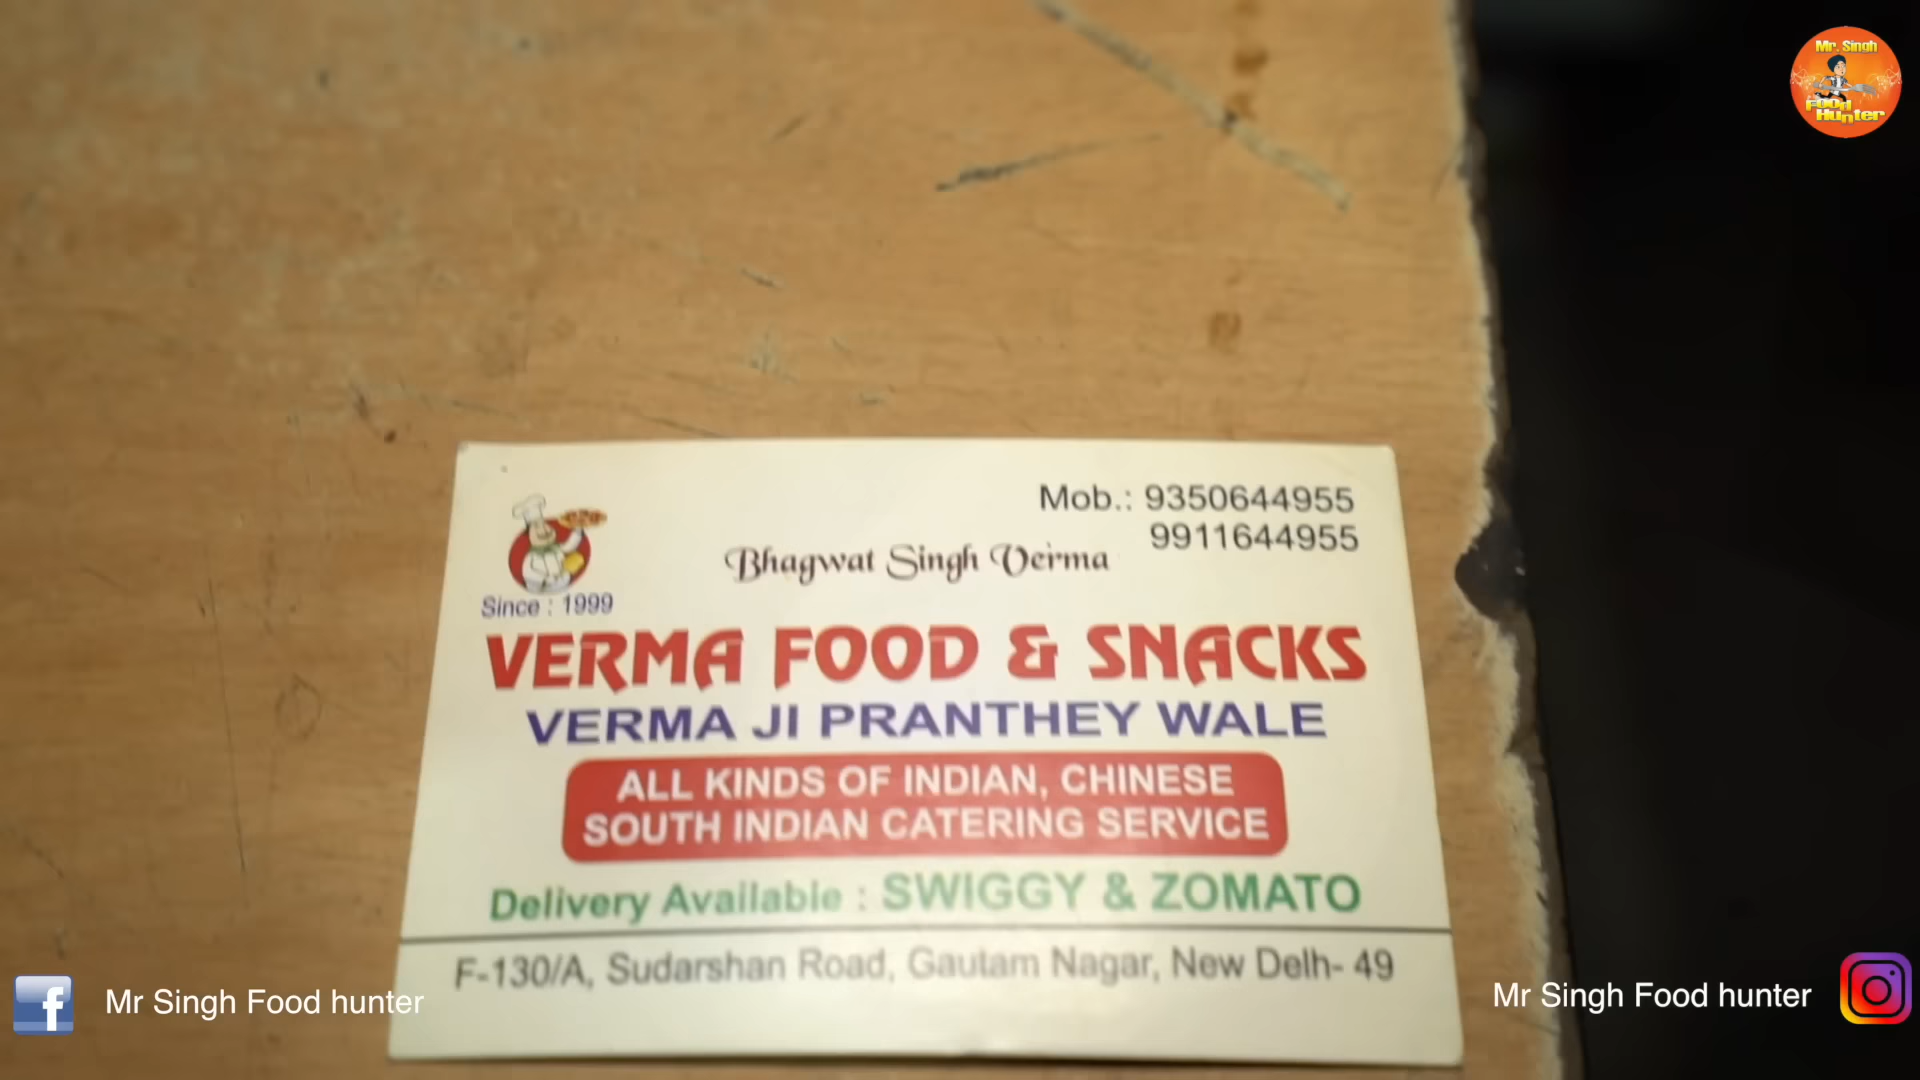 Mr. Singh
Food
Hunter
Mob.: 9350644955
9911644955
Bhagwat Singh Verma
Since : 1999
VERMA FOOD & SNACKS
VERMA JI PRANTHEY WALE
ALL KINDS OF INDIAN, CHINESE
SOUTH INDIAN CATERING SERVICE
Delivery Available : SWIGGY & ZOMATO
F-130/A, Sudarshan Road, Gautam Nagar, New Delh- 49
f Mr Singh Food hunter
Mr Singh Food hunter